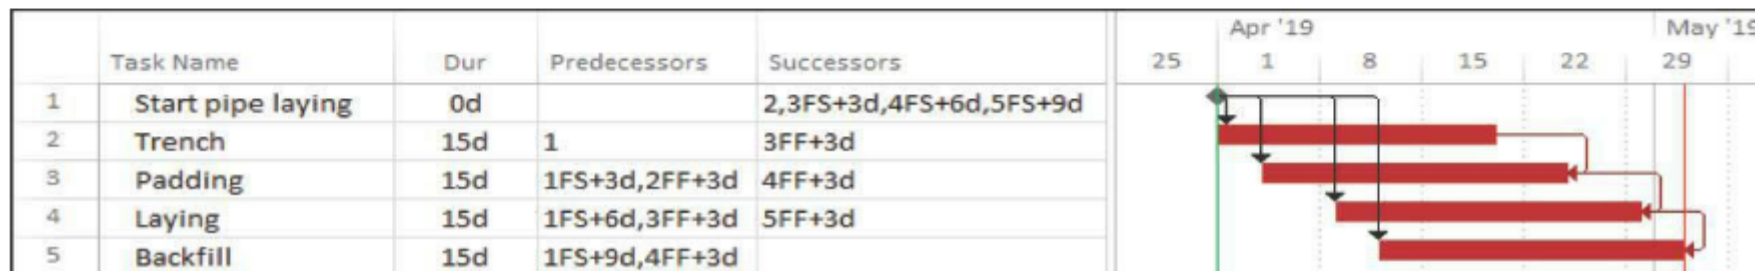 Apr '19 May '19
Task Name Dur Predecessors Successors 25 1 8 15 22 29
1 Start pipe laying 0d 2,3FS+3d,4FS+6d,5FS+9d
2 Trench 15d 1 3FF+3d
3 Padding 15d 1FS+3d,2FF+3d 4FF+3d
4 Laying 15d 1FS+6d,3FF+3d 5FF+3d
5 Backfill 15d 1FS+9d,4FF+3d